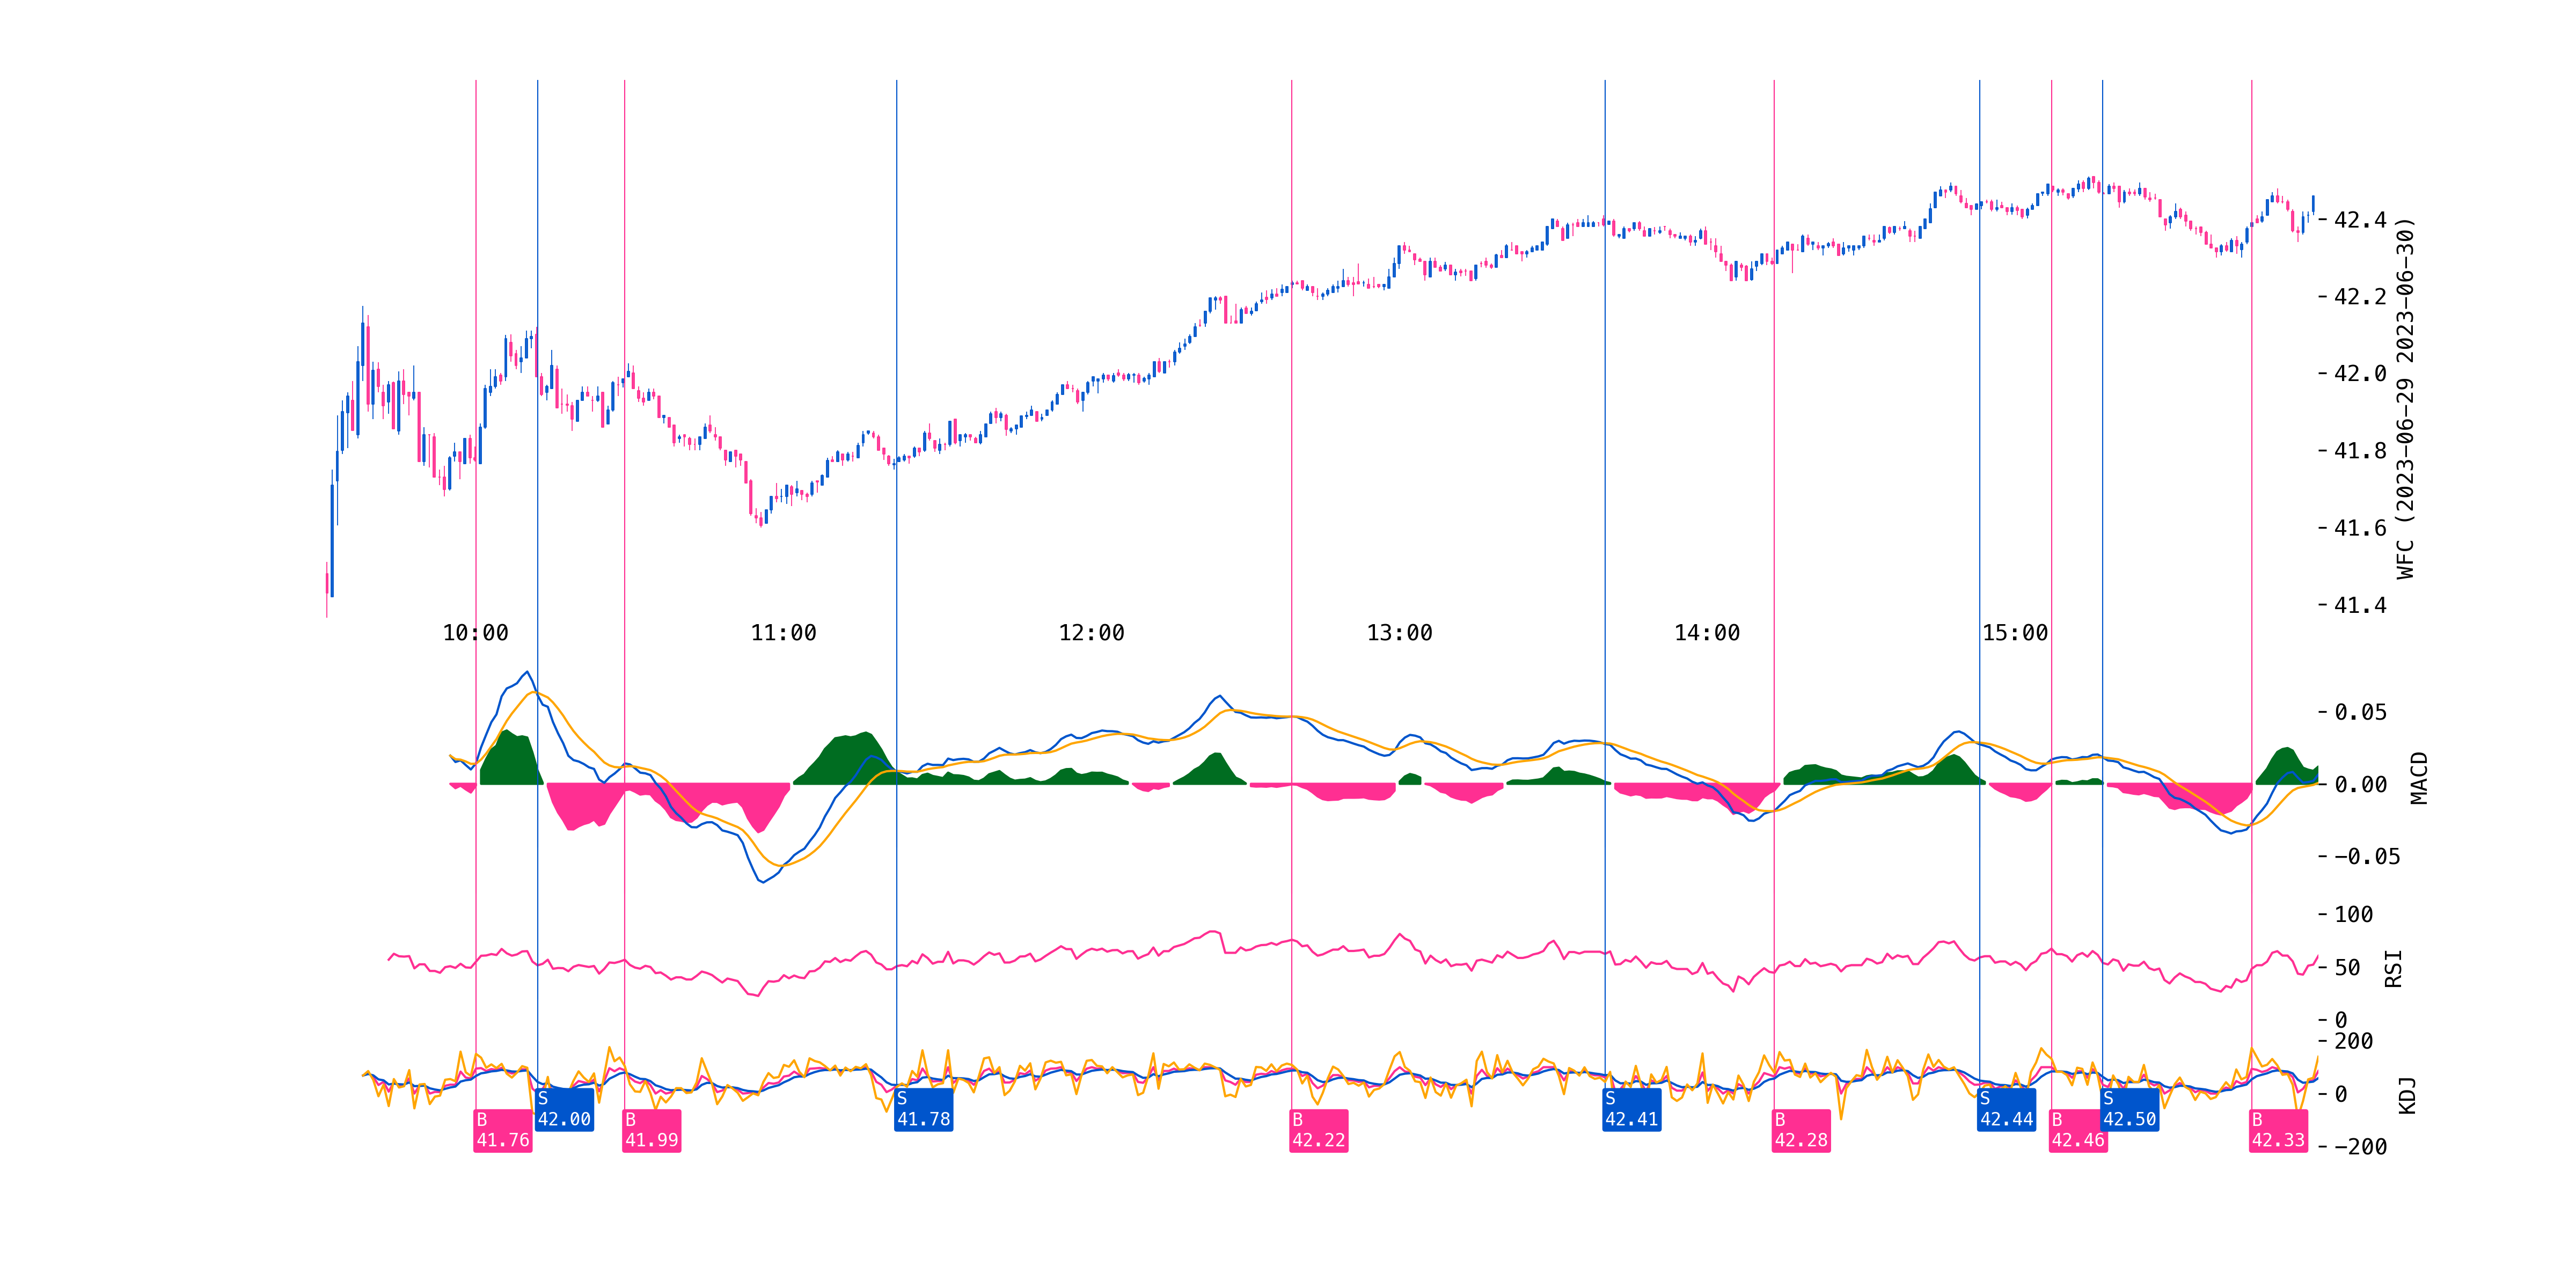 42.4
42.2
42.0
41.8
41.6
41.4
WFC (2023-06-29 2023-06-30)
10:00 11:00 12:00 13:00 14:00 15:00
0.05
0.00
−0.05
MACD
100
50
0
RSI
200
0
−200
KDJ
B
41.76
S
42.00
B
41.99
S
41.78
B
42.22
S
42.41
B
42.28
S
42.44
B
42.46
S
42.50
B
42.33